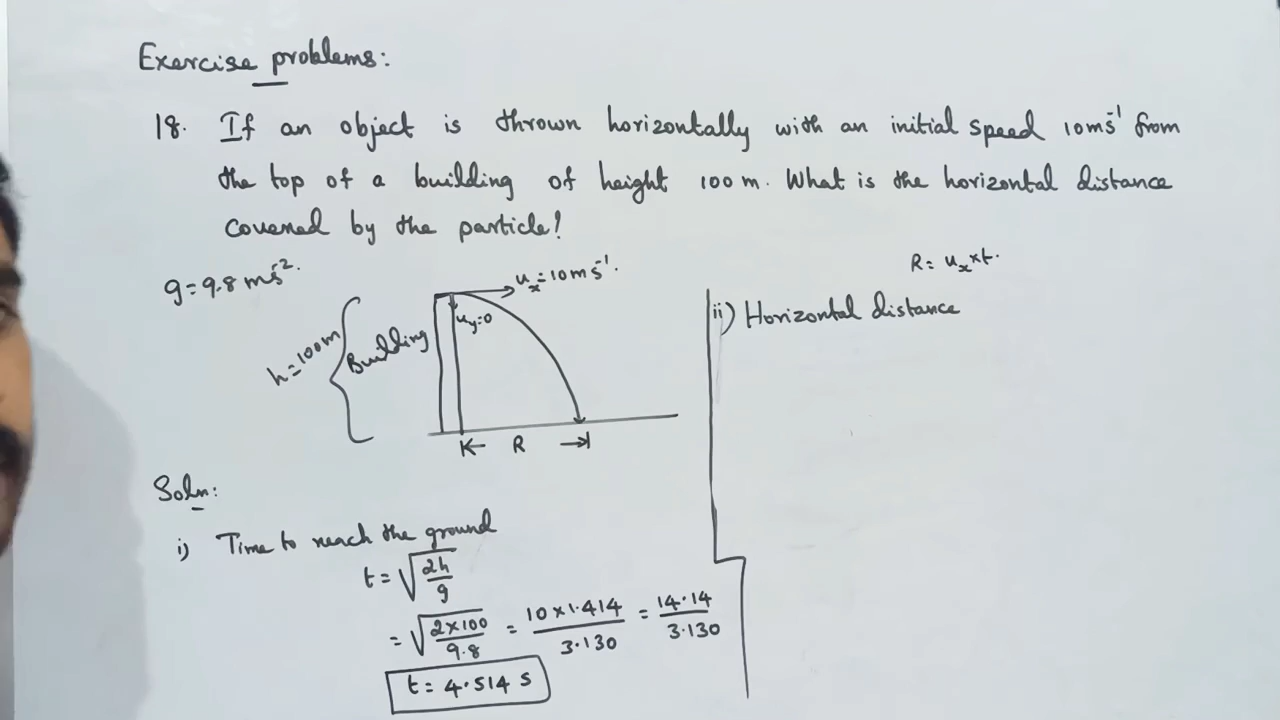 Exercise problems:
18. If an object is thrown horizontally with an initial speed 10ms⁻¹ from
the top of a building of height 100 m. What is the horizontal distance
covered by the particle?
g = 9.8 ms⁻².
h = 100m
Building
uₓ = 10 m s⁻¹.
u_y = 0
R
Soln:
i) Time to reach the ground
t = √(2h/g)
= √(2×100/9.8) = 10×1.414/3.130 = 14.14/3.130
t = 4.514 s
R = uₓ × t.
ii) Horizontal distance